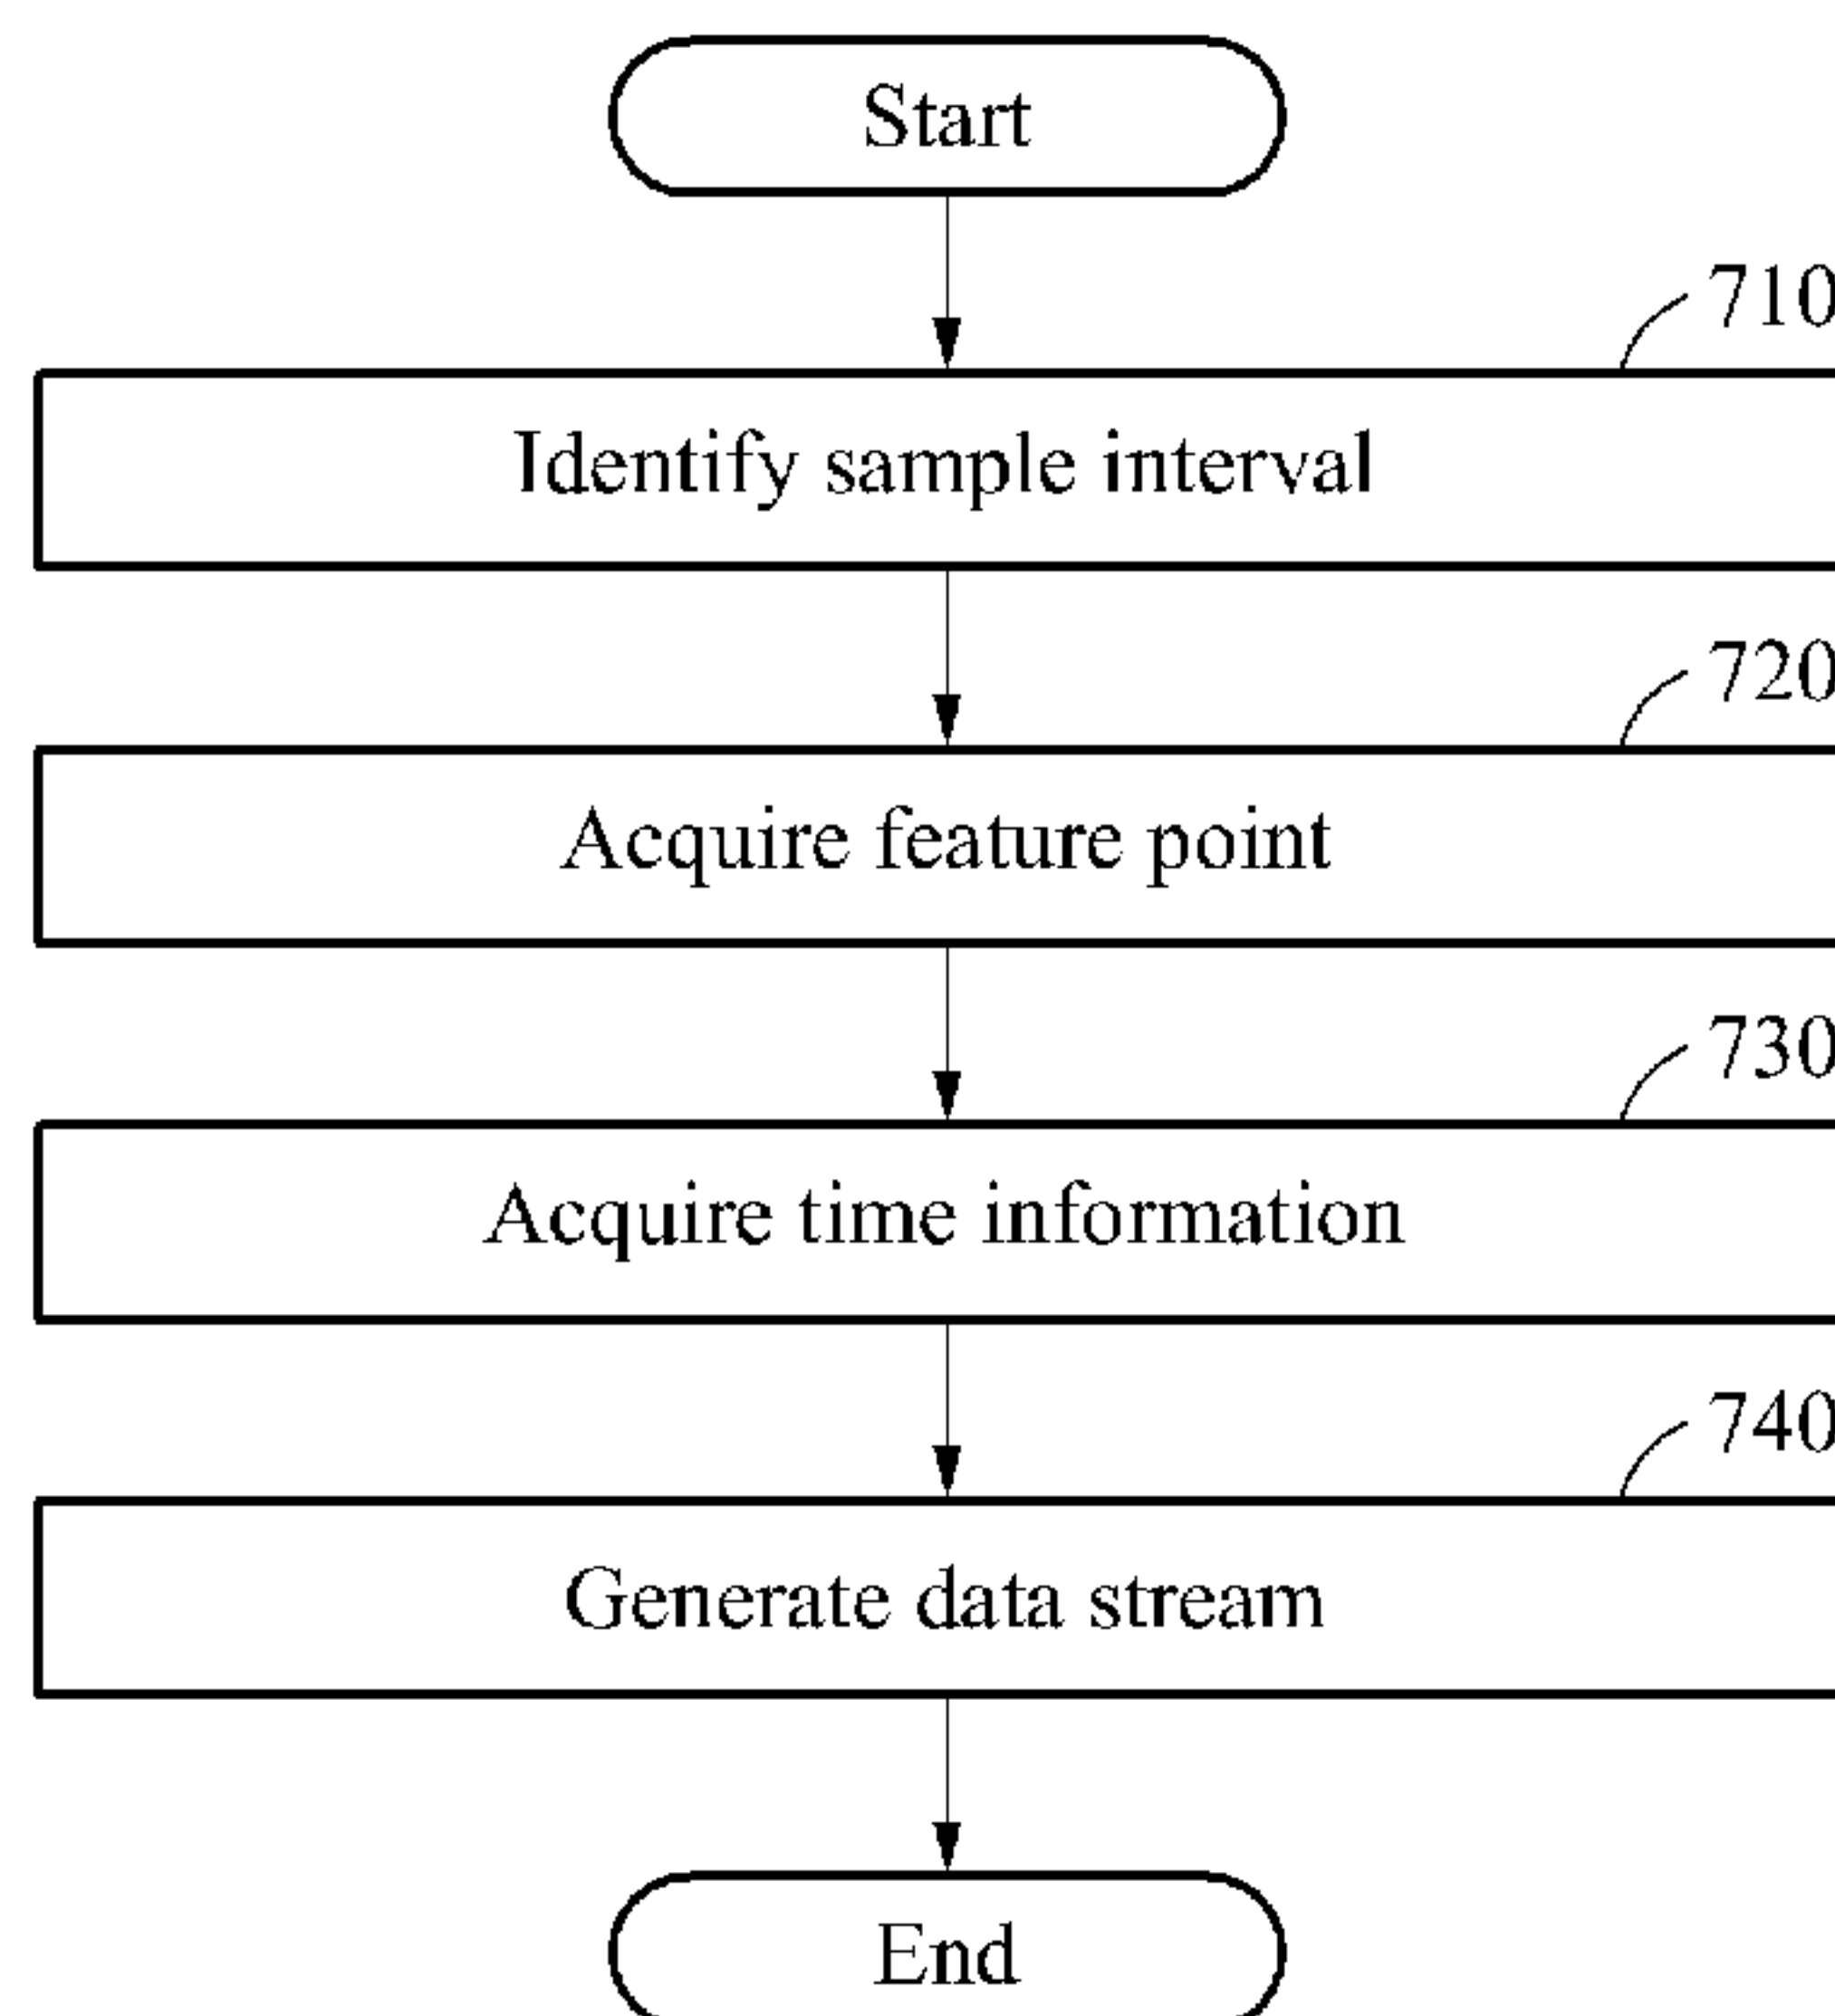 Start
710
Identify sample interval
720
Acquire feature point
730
Acquire time information
740
Generate data stream
End